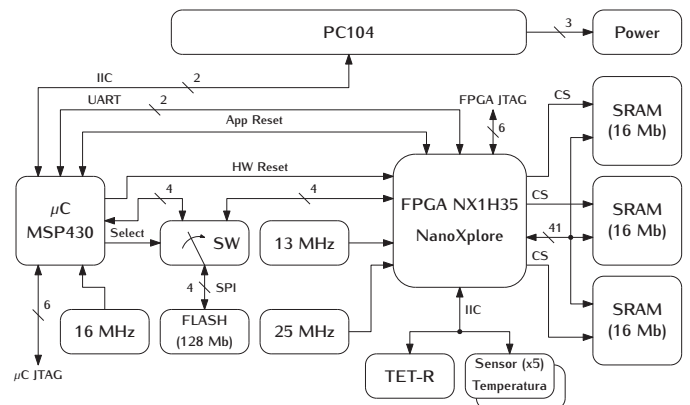 PC104
3
Power
IIC
2
UART
2
FPGA JTAG
6
CS
SRAM
(16 Mb)
App Reset
HW Reset
µC
MSP430
4
4
FPGA NX1H35
NanoXplore
CS
SRAM
(16 Mb)
Select
SW
13 MHz
41
CS
6
4
SPI
16 MHz
FLASH
(128 Mb)
25 MHz
IIC
SRAM
(16 Mb)
µC JTAG
TET-R
Sensor (x5)
Temperatura